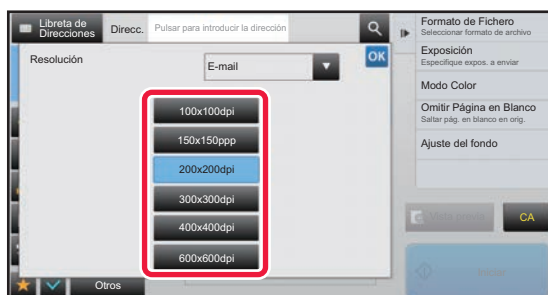 Libreta de
Direcciones
Direcc.
Pulsar para introducir la dirección
Resolución
E-mail
OK
100x100dpi
150x150ppp
200x200dpi
300x300dpi
400x400dpi
600x600dpi
Otros
Formato de Fichero
Seleccionar formato de archivo
Exposición
Especifique expos. a enviar
Modo Color
Omitir Página en Blanco
Saltar pág. en blanco en orig.
Ajuste del fondo
CA